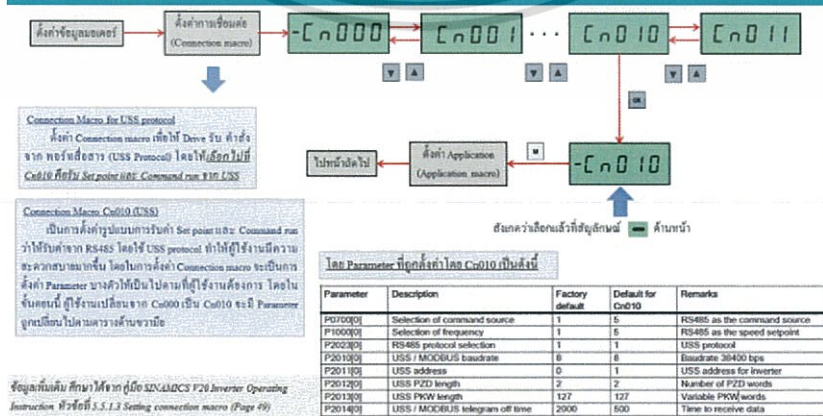 ตั้งค่าข้อมูลมอเตอร์
ตั้งค่าการเชื่อมต่อ
(Connection macro)
-Cn000
Cn001
...
Cn010
Cn011
OK
M
-Cn010
ตั้งค่า Application
(Application macro)
ไปหน้าถัดไป
สังเกตว่าเลือกแล้วที่สัญลักษณ์ ด้านหน้า
Connection Macro for USS protocol
ตั้งค่า Connection macro เพื่อให้ Drive รับ คำสั่ง
จาก พอร์ทสื่อสาร (USS Protocol) โดยให้เลือกไปที่
Cn010 คือรับ Set point และ Command run จาก USS
Connection Macro Cn010 (USS)
เป็นการตั้งค่ารูปแบบการรับค่า Set point และ Command run
ว่าให้รับค่าจาก RS485 โดยใช้ USS protocol ทำให้ผู้ใช้งานมีความ
สะดวกสบายมากขึ้น โดยในการตั้งค่า Connection macro จะเป็นการ
ตั้งค่า Parameter บางตัวให้เป็นไปตามที่ผู้ใช้งานต้องการ โดยใน
ขั้นตอนนี้ ผู้ใช้งานเปลี่ยนจาก Cn000 เป็น Cn010 จะมี Parameter
ถูกเปลี่ยนไปตามตารางด้านขวามือ
ข้อมูลเพิ่มเติม ศึกษาได้จาก คู่มือ SINAMICS V20 Inverter Operating
Instruction หัวข้อที่ 5.5.1.3 Setting connection macro (Page 49)
โดย Parameter ที่ถูกตั้งค่าโดย Cn010 เป็นดังนี้
Parameter Description Factory default Default for Cn010 Remarks
P0700[0] Selection of command source 1 5 RS485 as the command source
P1000[0] Selection of frequency 1 5 RS485 as the speed setpoint
P2023[0] RS485 protocol selection 1 1 USS protocol
P2010[0] USS / MODBUS baudrate 8 8 Baudrate 38400 bps
P2011[0] USS address 0 1 USS address for inverter
P2012[0] USS PZD length 2 2 Number of PZD words
P2013[0] USS PKW length 127 127 Variable PKW words
P2014[0] USS / MODBUS telegram off time 2000 500 Time to receive data